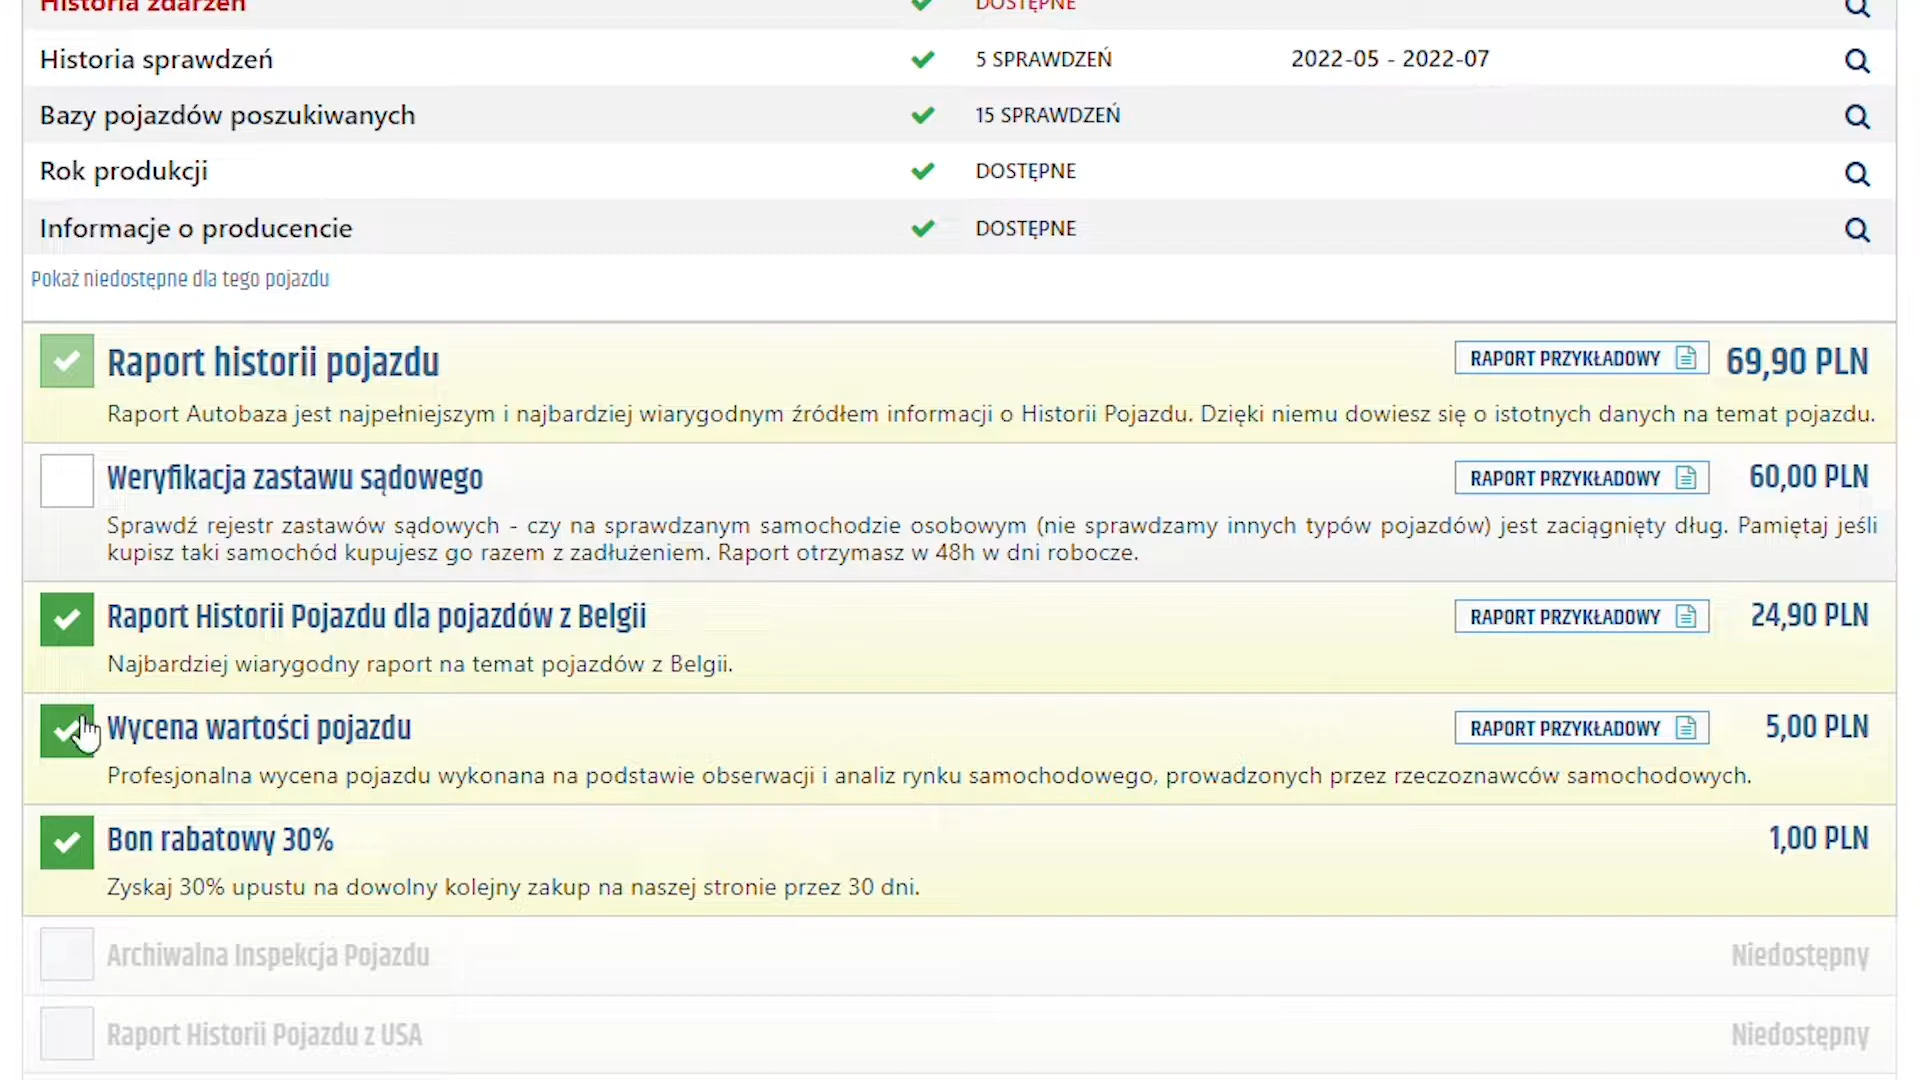 Historia zdarzeń
DOSTĘPNE
Historia sprawdzeń
5 SPRAWDZEŃ
2022-05 - 2022-07
Bazy pojazdów poszukiwanych
15 SPRAWDZEŃ
Rok produkcji
DOSTĘPNE
Informacje o producencie
DOSTĘPNE
Pokaż niedostępne dla tego pojazdu
Raport historii pojazdu
RAPORT PRZYKŁADOWY
69,90 PLN
Raport Autobaza jest najpełniejszym i najbardziej wiarygodnym źródłem informacji o Historii Pojazdu. Dzięki niemu dowiesz się o istotnych danych na temat pojazdu.
Weryfikacja zastawu sądowego
RAPORT PRZYKŁADOWY
60,00 PLN
Sprawdź rejestr zastawów sądowych - czy na sprawdzanym samochodzie osobowym (nie sprawdzamy innych typów pojazdów) jest zaciągnięty dług. Pamiętaj jeśli
kupisz taki samochód kupujesz go razem z zadłużeniem. Raport otrzymasz w 48h w dni robocze.
Raport Historii Pojazdu dla pojazdów z Belgii
RAPORT PRZYKŁADOWY
24,90 PLN
Najbardziej wiarygodny raport na temat pojazdów z Belgii.
Wycena wartości pojazdu
RAPORT PRZYKŁADOWY
5,00 PLN
Profesjonalna wycena pojazdu wykonana na podstawie obserwacji i analiz rynku samochodowego, prowadzonych przez rzeczoznawców samochodowych.
Bon rabatowy 30%
1,00 PLN
Zyskaj 30% upustu na dowolny kolejny zakup na naszej stronie przez 30 dni.
Archiwalna Inspekcja Pojazdu
Niedostępny
Raport Historii Pojazdu z USA
Niedostępny